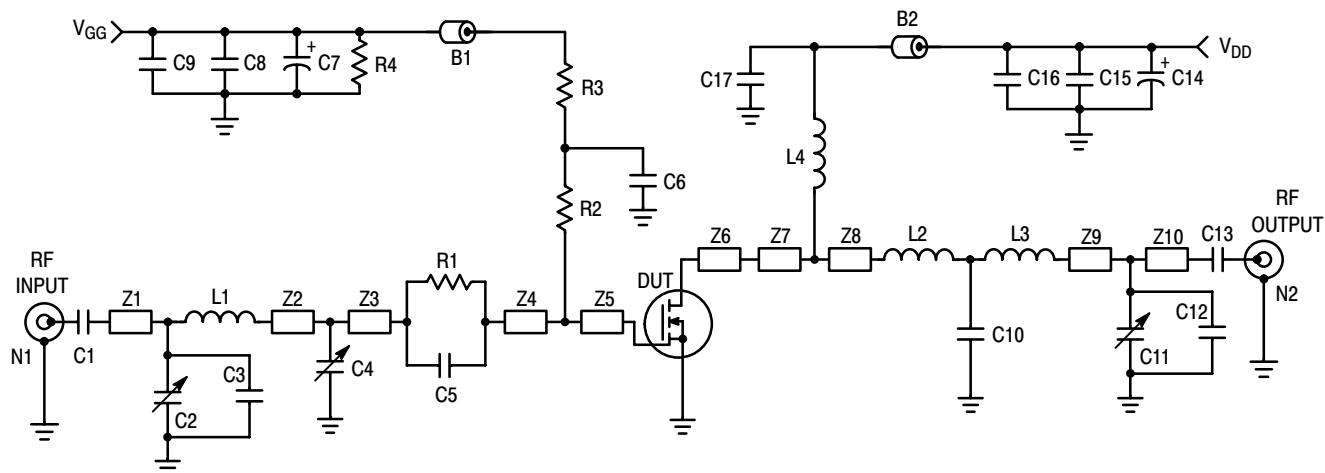 V_GG
C9
C8
+
C7
R4
B1
R3
C6
R2
B2
C17
L4
C16
C15
+
C14
V_DD
RF
INPUT
N1
C1
Z1
L1
Z2
Z3
R1
C5
Z4
Z5
C3
C2
C4
DUT
Z6
Z7
Z8
L2
L3
Z9
Z10
C13
RF
OUTPUT
N2
C10
C11
C12